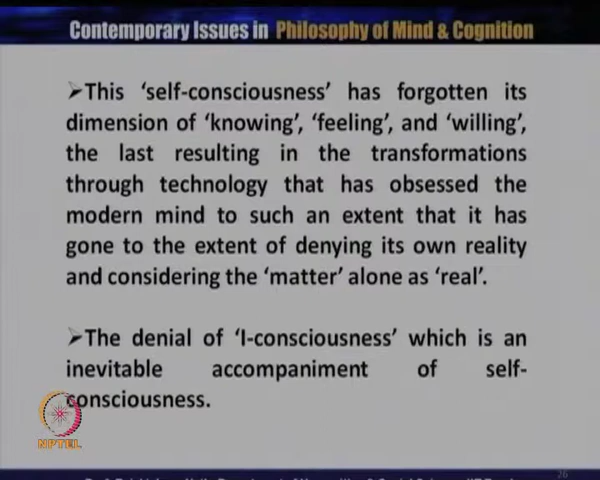 Contemporary Issues in Philosophy of Mind & Cognition
➤This ‘self-consciousness’ has forgotten its
dimension of ‘knowing’, ‘feeling’, and ‘willing’,
the last resulting in the transformations
through technology that has obsessed the
modern mind to such an extent that it has
gone to the extent of denying its own reality
and considering the ‘matter’ alone as ‘real’.
➤The denial of ‘I-consciousness’ which is an
inevitable accompaniment of self-
consciousness.
NPTEL
26